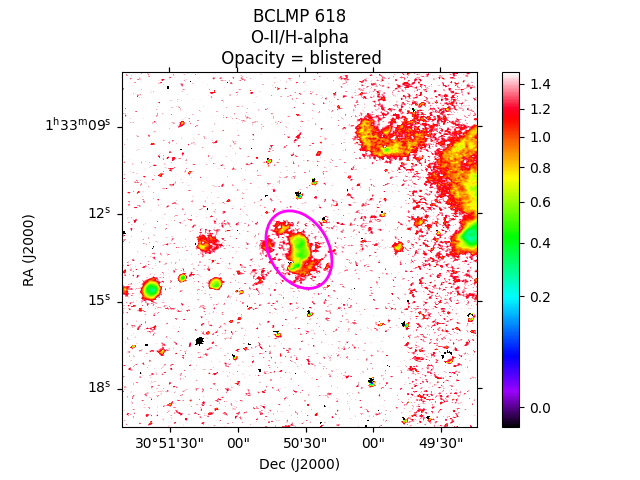 BCLMP 618
O-II/H-alpha
Opacity = blistered
1ʰ33ᵐ09ˢ
12ˢ
15ˢ
18ˢ
RA (J2000)
30°51'30" 00" 50'30" 00" 49'30"
Dec (J2000)
1.4
1.2
1.0
0.8
0.6
0.4
0.2
0.0